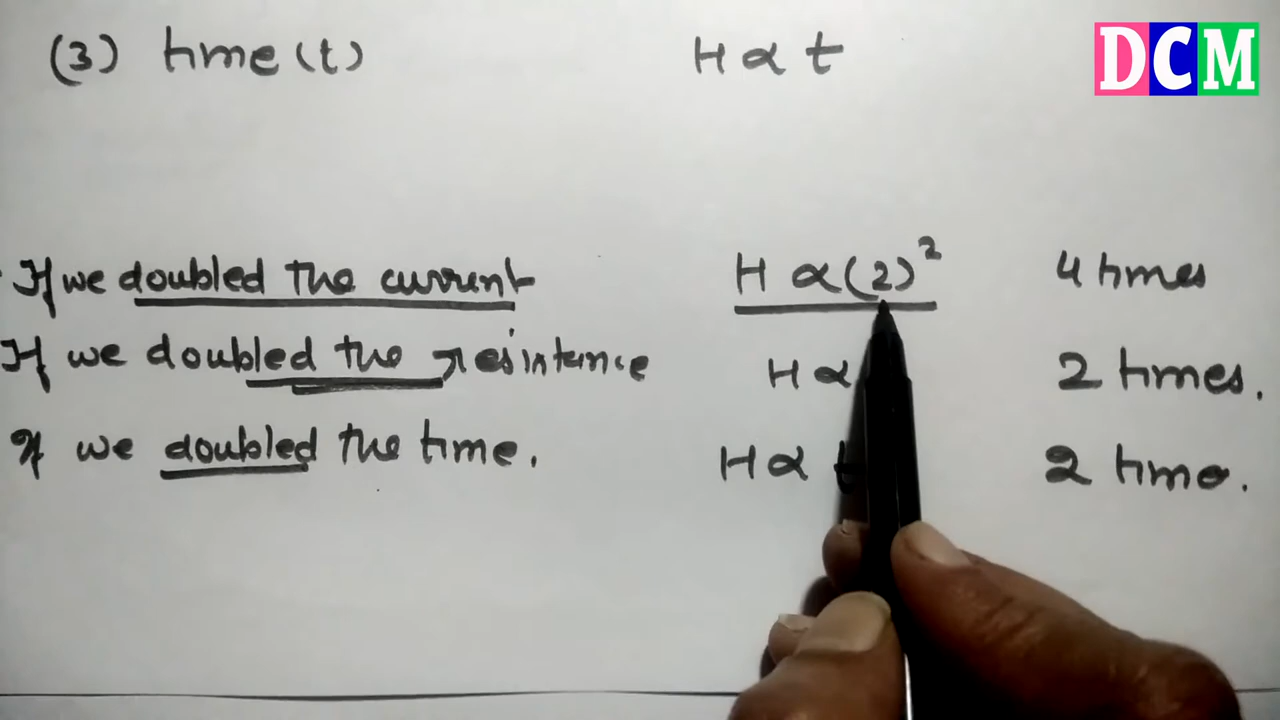 (3) time (t) H α t
DCM
If we doubled the current H α (2)² 4 times
If we doubled the resistance H α 2 times.
If we doubled the time. H α t 2 time.